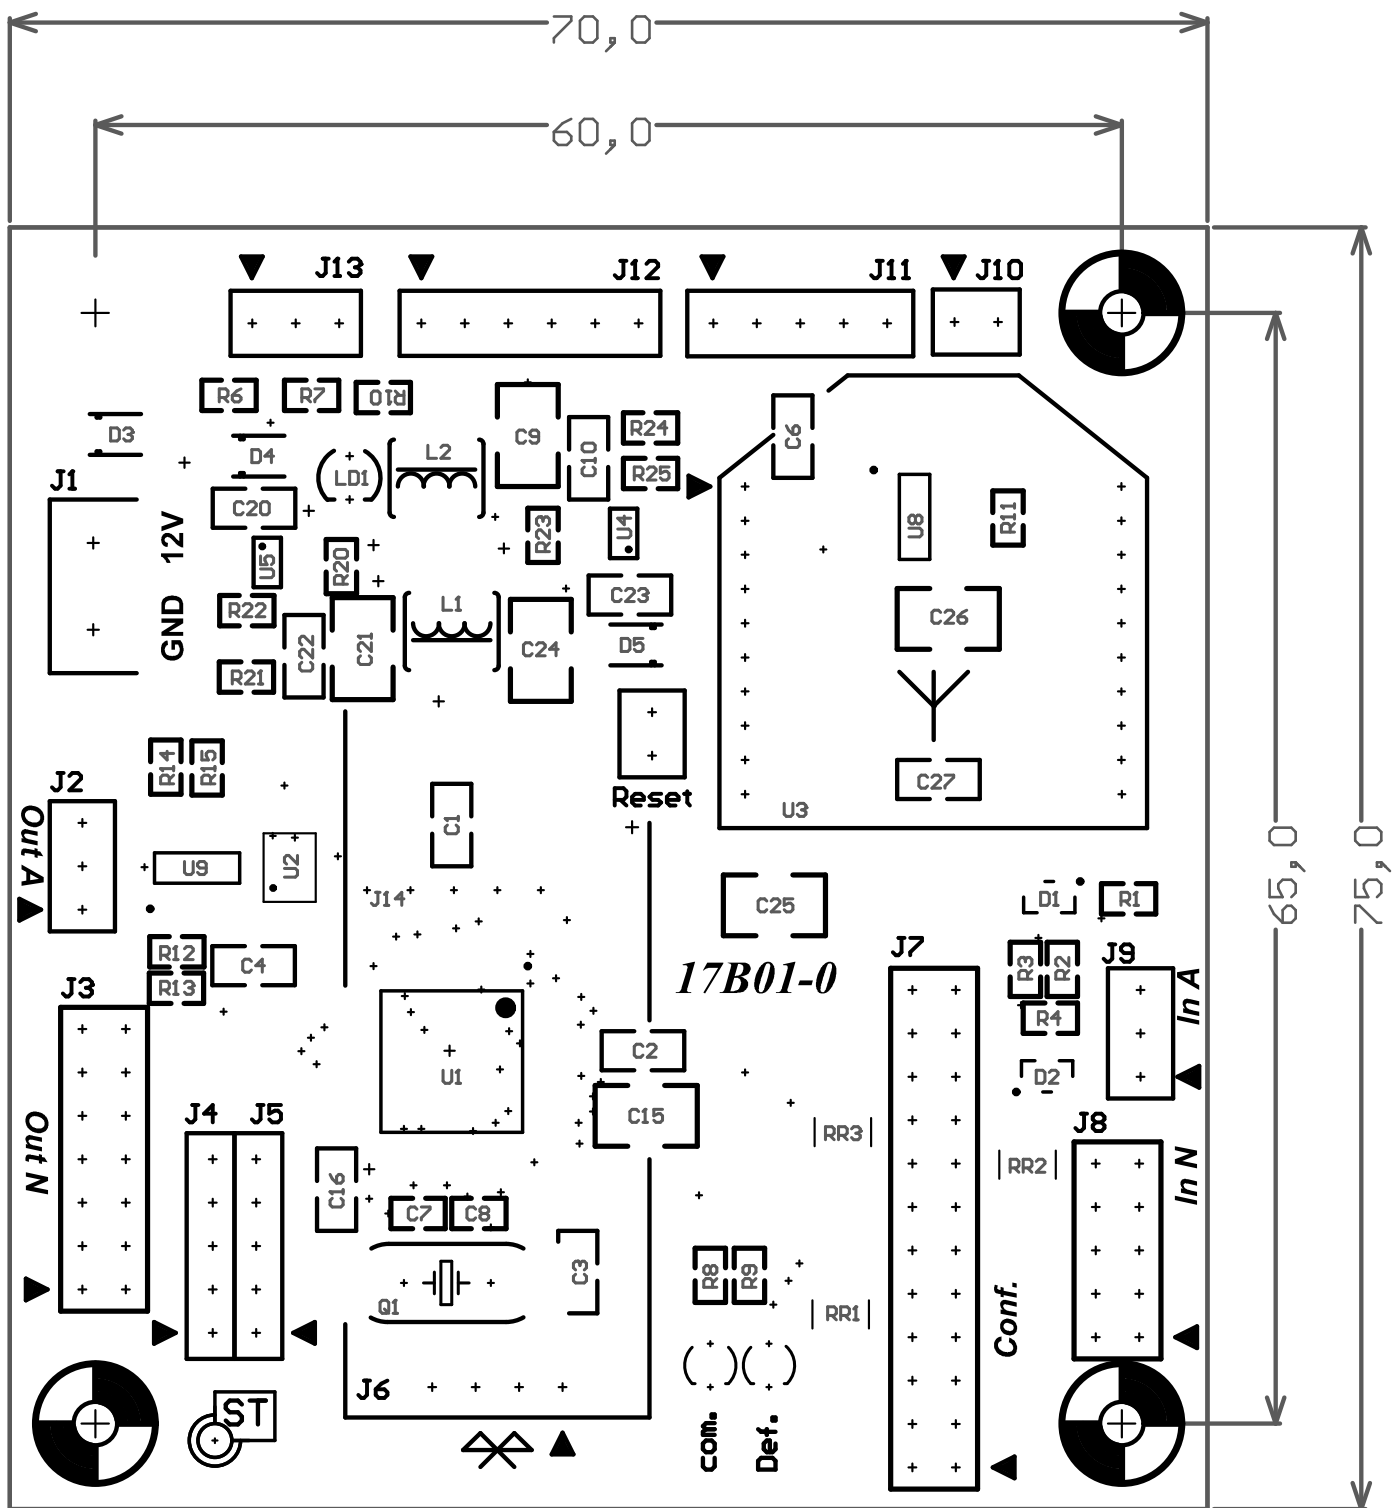 70,0
60,0
J13
J12
J11
J10
R6
R7
R10
D3
D4
LD1
L2
C9
C10
R24
R25
C6
J1
12V
GND
C20
U5
R20
R23
U4
U8
R11
R22
C22
C21
L1
C24
C23
D5
C26
R21
R14
R15
Reset
C27
U3
J2
Out A
C1
U9
U2
J14
C25
D1
R1
65,0
75,0
R12
C4
R13
17B01-0
J7
R3
R2
J9
In A
R4
J3
U1
C2
D2
Out N
J4
J5
C15
RR3
J8
RR2
In N
C16
C7
C8
C3
Q1
R8
R9
RR1
Conf.
J6
ST
com.
Def.